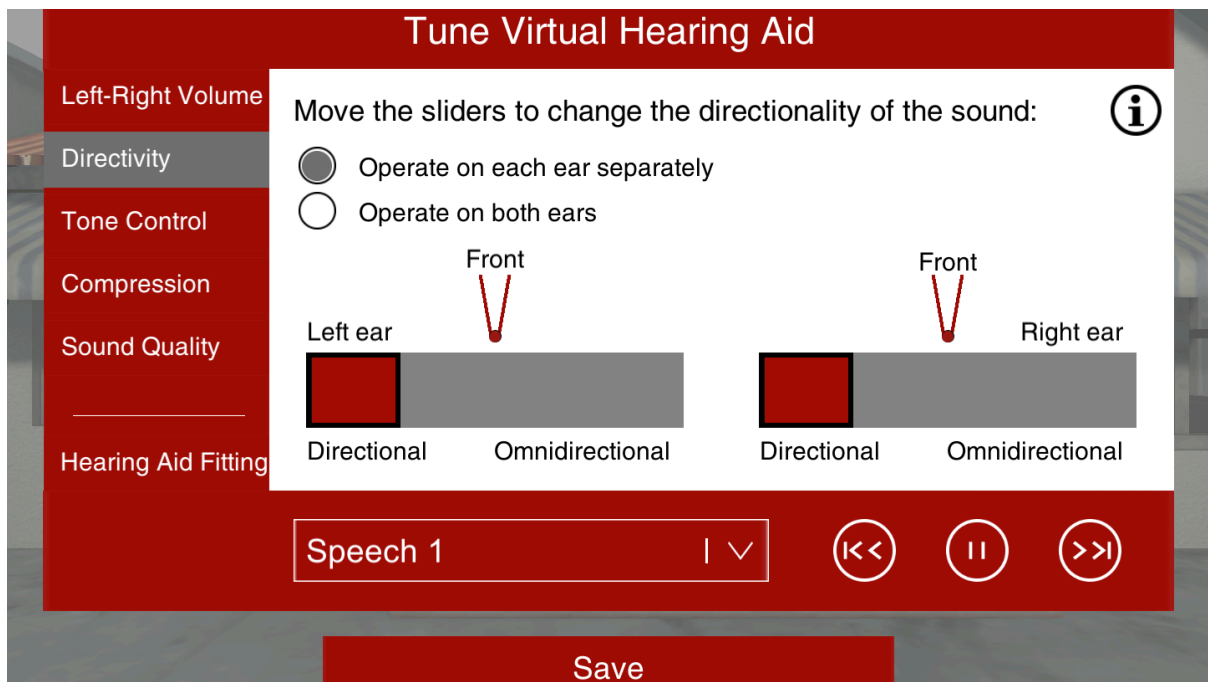 Tune Virtual Hearing Aid
Left-Right Volume
Directivity
Tone Control
Compression
Sound Quality
Hearing Aid Fitting
Move the sliders to change the directionality of the sound:
Operate on each ear separately
Operate on both ears
Front
Left ear
Directional Omnidirectional
Front
Right ear
Directional Omnidirectional
Speech 1
Save